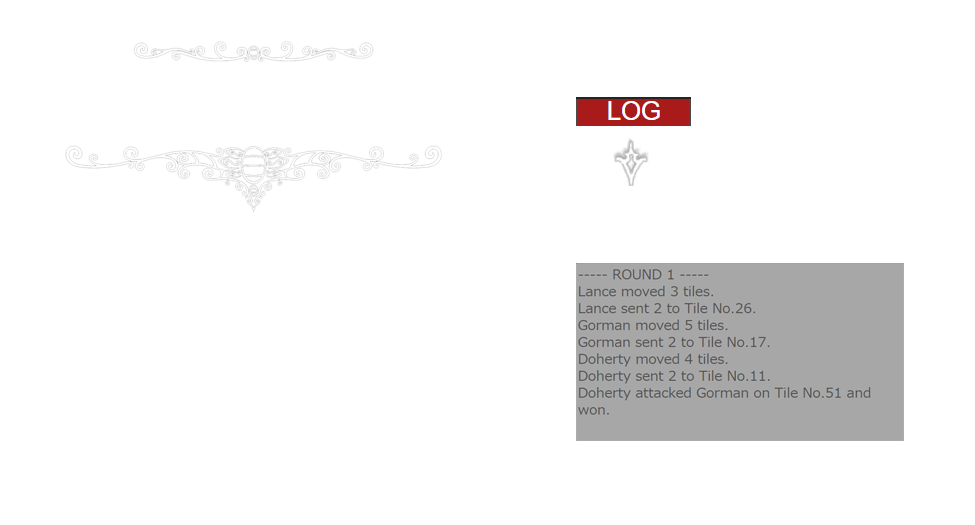 LOG
----- ROUND 1 -----
Lance moved 3 tiles.
Lance sent 2 to Tile No.26.
Gorman moved 5 tiles.
Gorman sent 2 to Tile No.17.
Doherty moved 4 tiles.
Doherty sent 2 to Tile No.11.
Doherty attacked Gorman on Tile No.51 and
won.